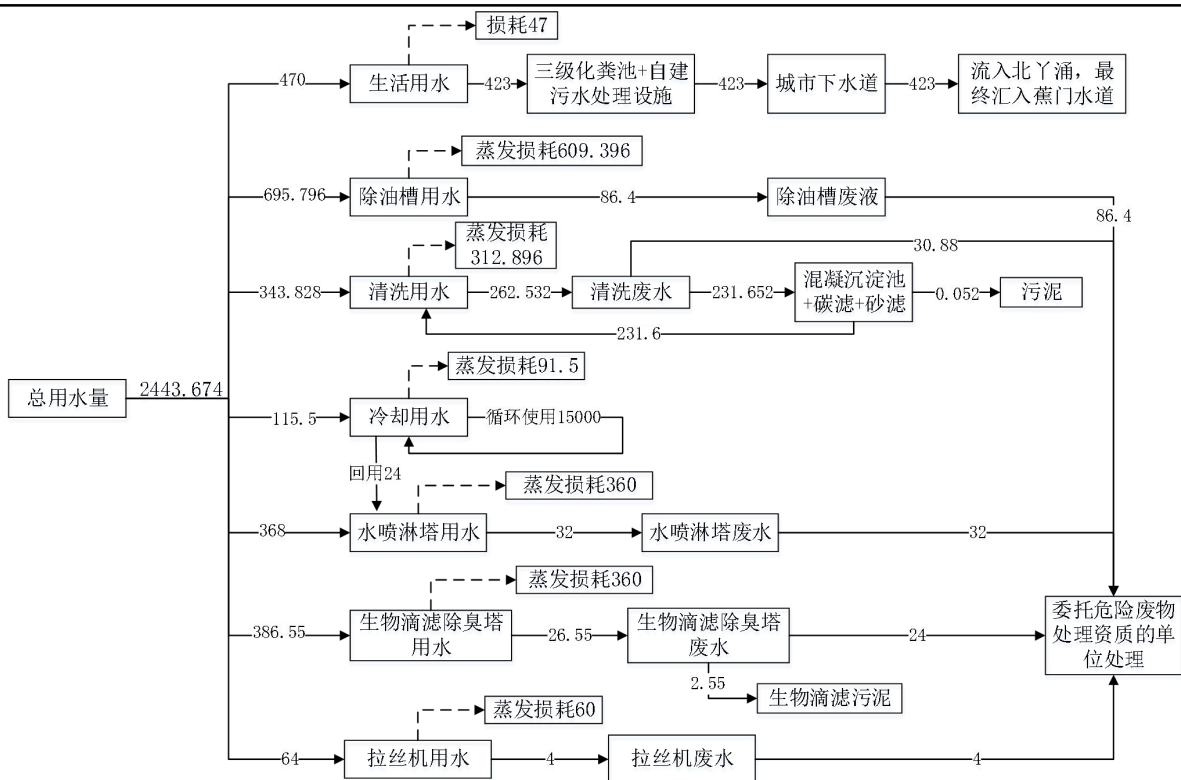 损耗47
470
生活用水
423
三级化粪池+自建
污水处理设施
423
城市下水道
423
流入北丫涌，最
终汇入蕉门水道
蒸发损耗609.396
695.796
除油槽用水
86.4
除油槽废液
86.4
蒸发损耗
312.896
30.88
343.828
清洗用水
262.532
清洗废水
231.652
混凝沉淀池
+碳滤+砂滤
0.052
污泥
231.6
蒸发损耗91.5
总用水量
2443.674
115.5
冷却用水
循环使用15000
回用24
蒸发损耗360
368
水喷淋塔用水
32
水喷淋塔废水
32
蒸发损耗360
386.55
生物滴滤除臭塔
用水
26.55
生物滴滤除臭塔
废水
24
委托危险废物
处理资质的单
位处理
2.55
生物滴滤污泥
蒸发损耗60
64
拉丝机用水
4
拉丝机废水
4